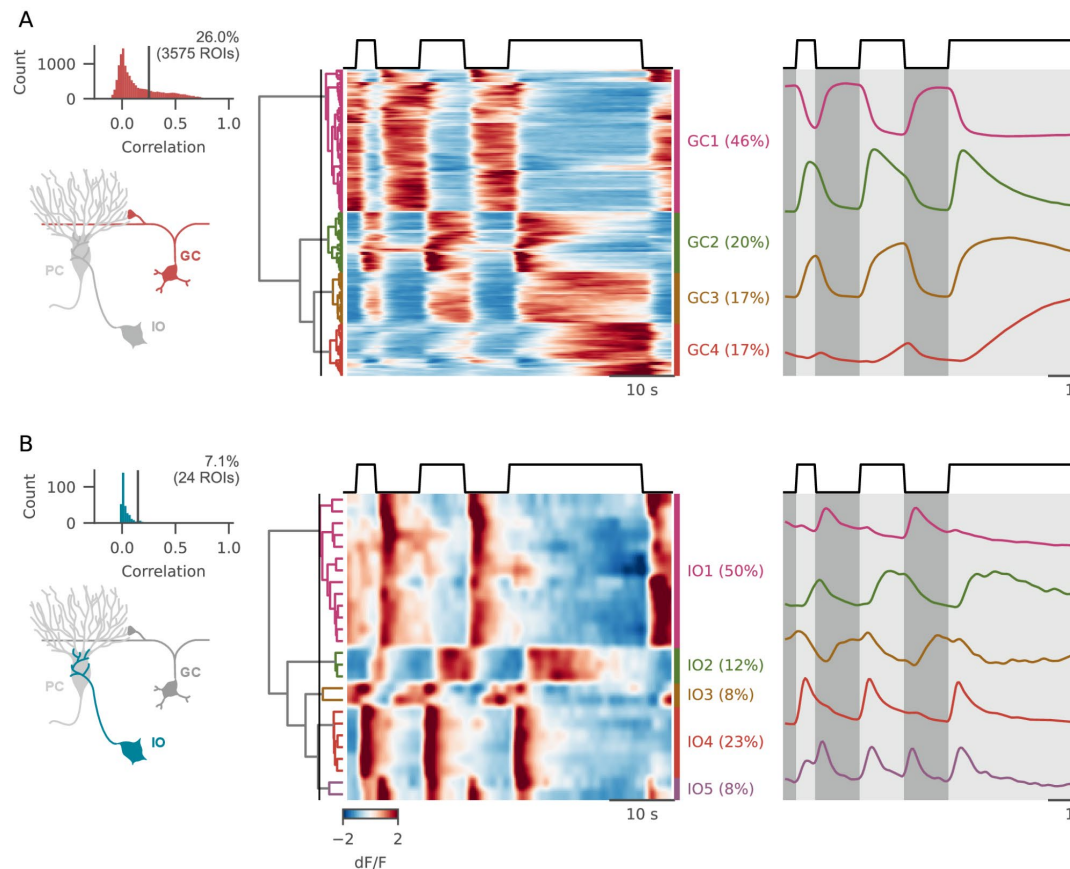 A
26.0%
(3575 ROIs)
Count
1000
0
0.0
0.5
1.0
Correlation
PC
GC
IO
GC1 (46%)
GC2 (20%)
GC3 (17%)
GC4 (17%)
10 s
1
B
7.1%
(24 ROIs)
Count
100
0
0.0
0.5
1.0
Correlation
PC
GC
IO
IO1 (50%)
IO2 (12%)
IO3 (8%)
IO4 (23%)
IO5 (8%)
10 s
1
−2
2
dF/F